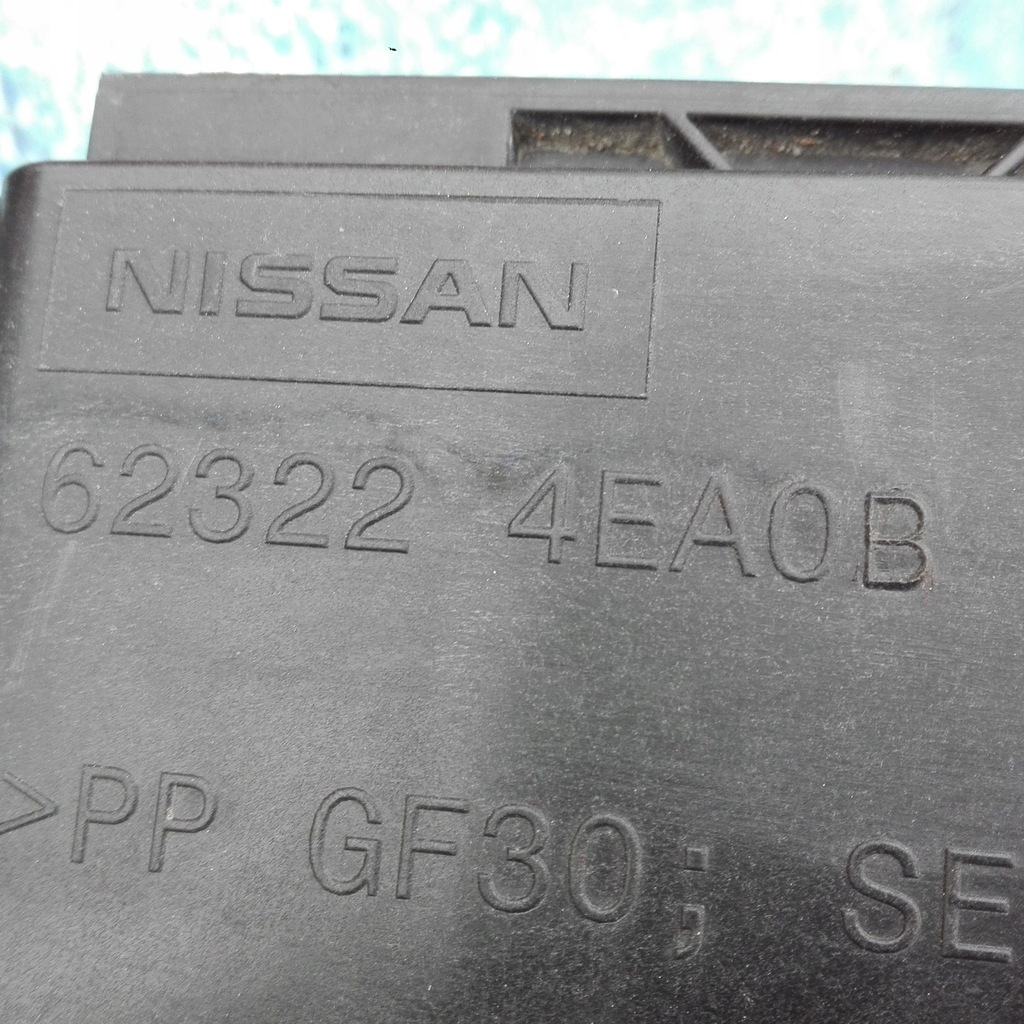 NISSAN
62322 4EA0B
>PP GF30; SE